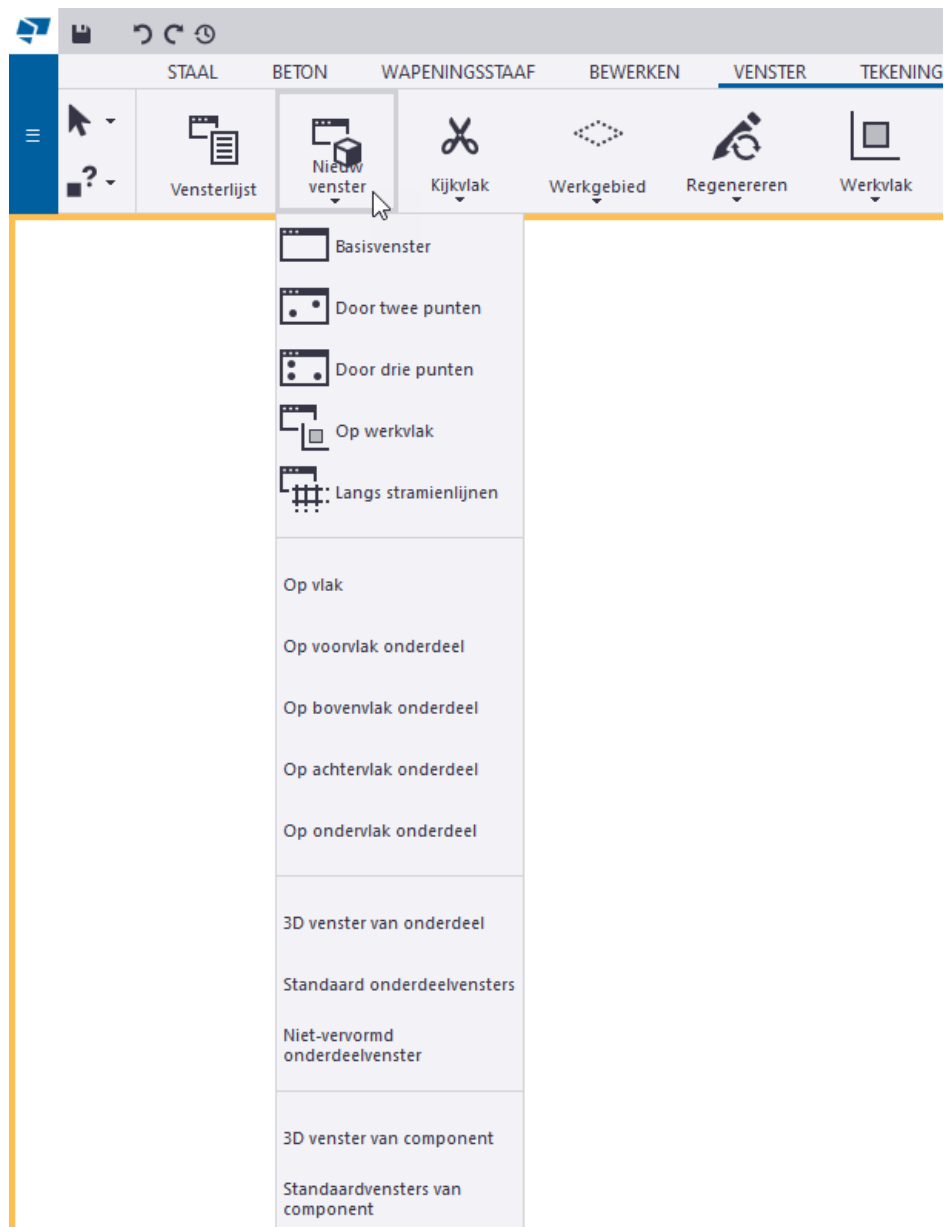 STAAL BETON WAPENINGSSTAAF BEWERKEN VENSTER TEKENING
Vensterlijst
Nieuw
venster
Kijkvlak
Werkgebied
Regenereren
Werkvlak
Basisvenster
Door twee punten
Door drie punten
Op werkvlak
Langs stramienlijnen
Op vlak
Op voorvlak onderdeel
Op bovenvlak onderdeel
Op achtervlak onderdeel
Op ondervlak onderdeel
3D venster van onderdeel
Standaard onderdeelvensters
Niet-vervormd
onderdeelvenster
3D venster van component
Standaardvensters van
component